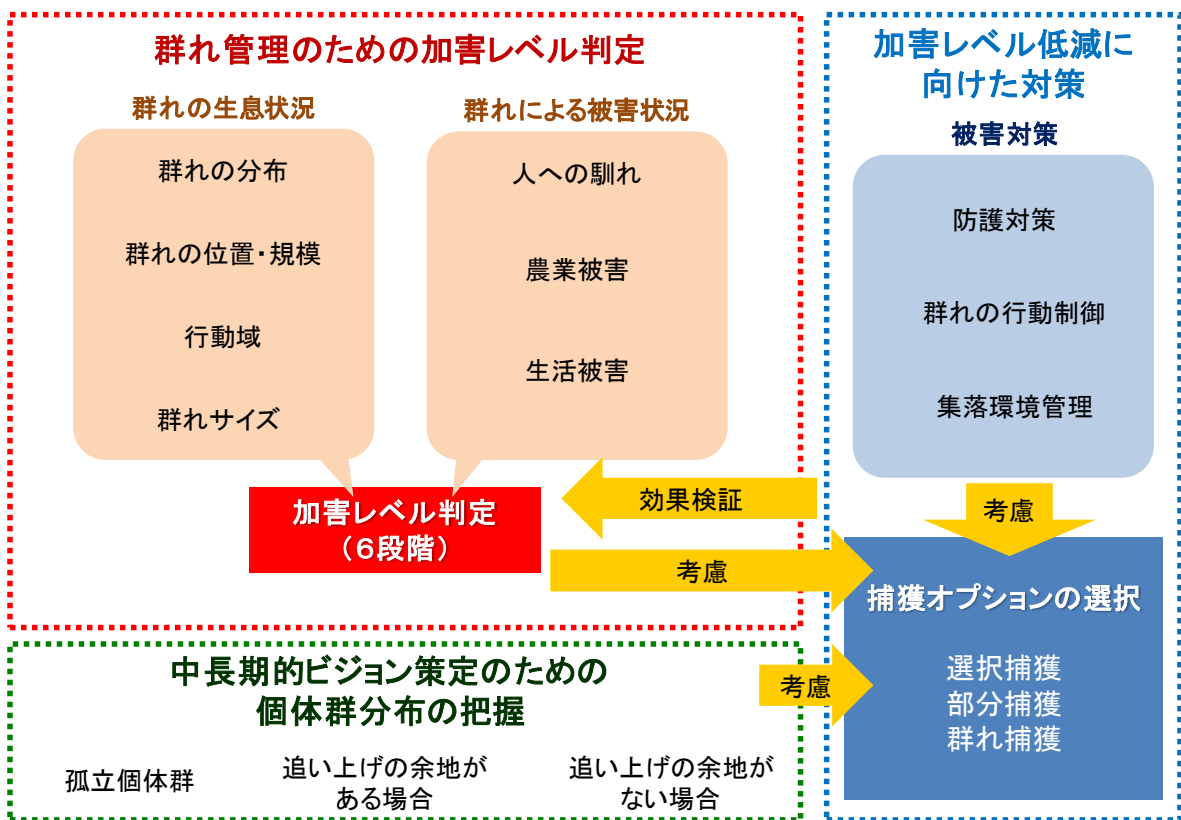 群れ管理のための加害レベル判定
群れの生息状況
群れの分布
群れの位置・規模
行動域
群れサイズ
群れによる被害状況
人への馴れ
農業被害
生活被害
加害レベル判定
（６段階）
効果検証
考慮
加害レベル低減に
向けた対策
被害対策
防護対策
群れの行動制御
集落環境管理
考慮
捕獲オプションの選択
選択捕獲
部分捕獲
群れ捕獲
中長期的ビジョン策定のための
個体群分布の把握
考慮
孤立個体群
追い上げの余地が
ある場合
追い上げの余地が
ない場合